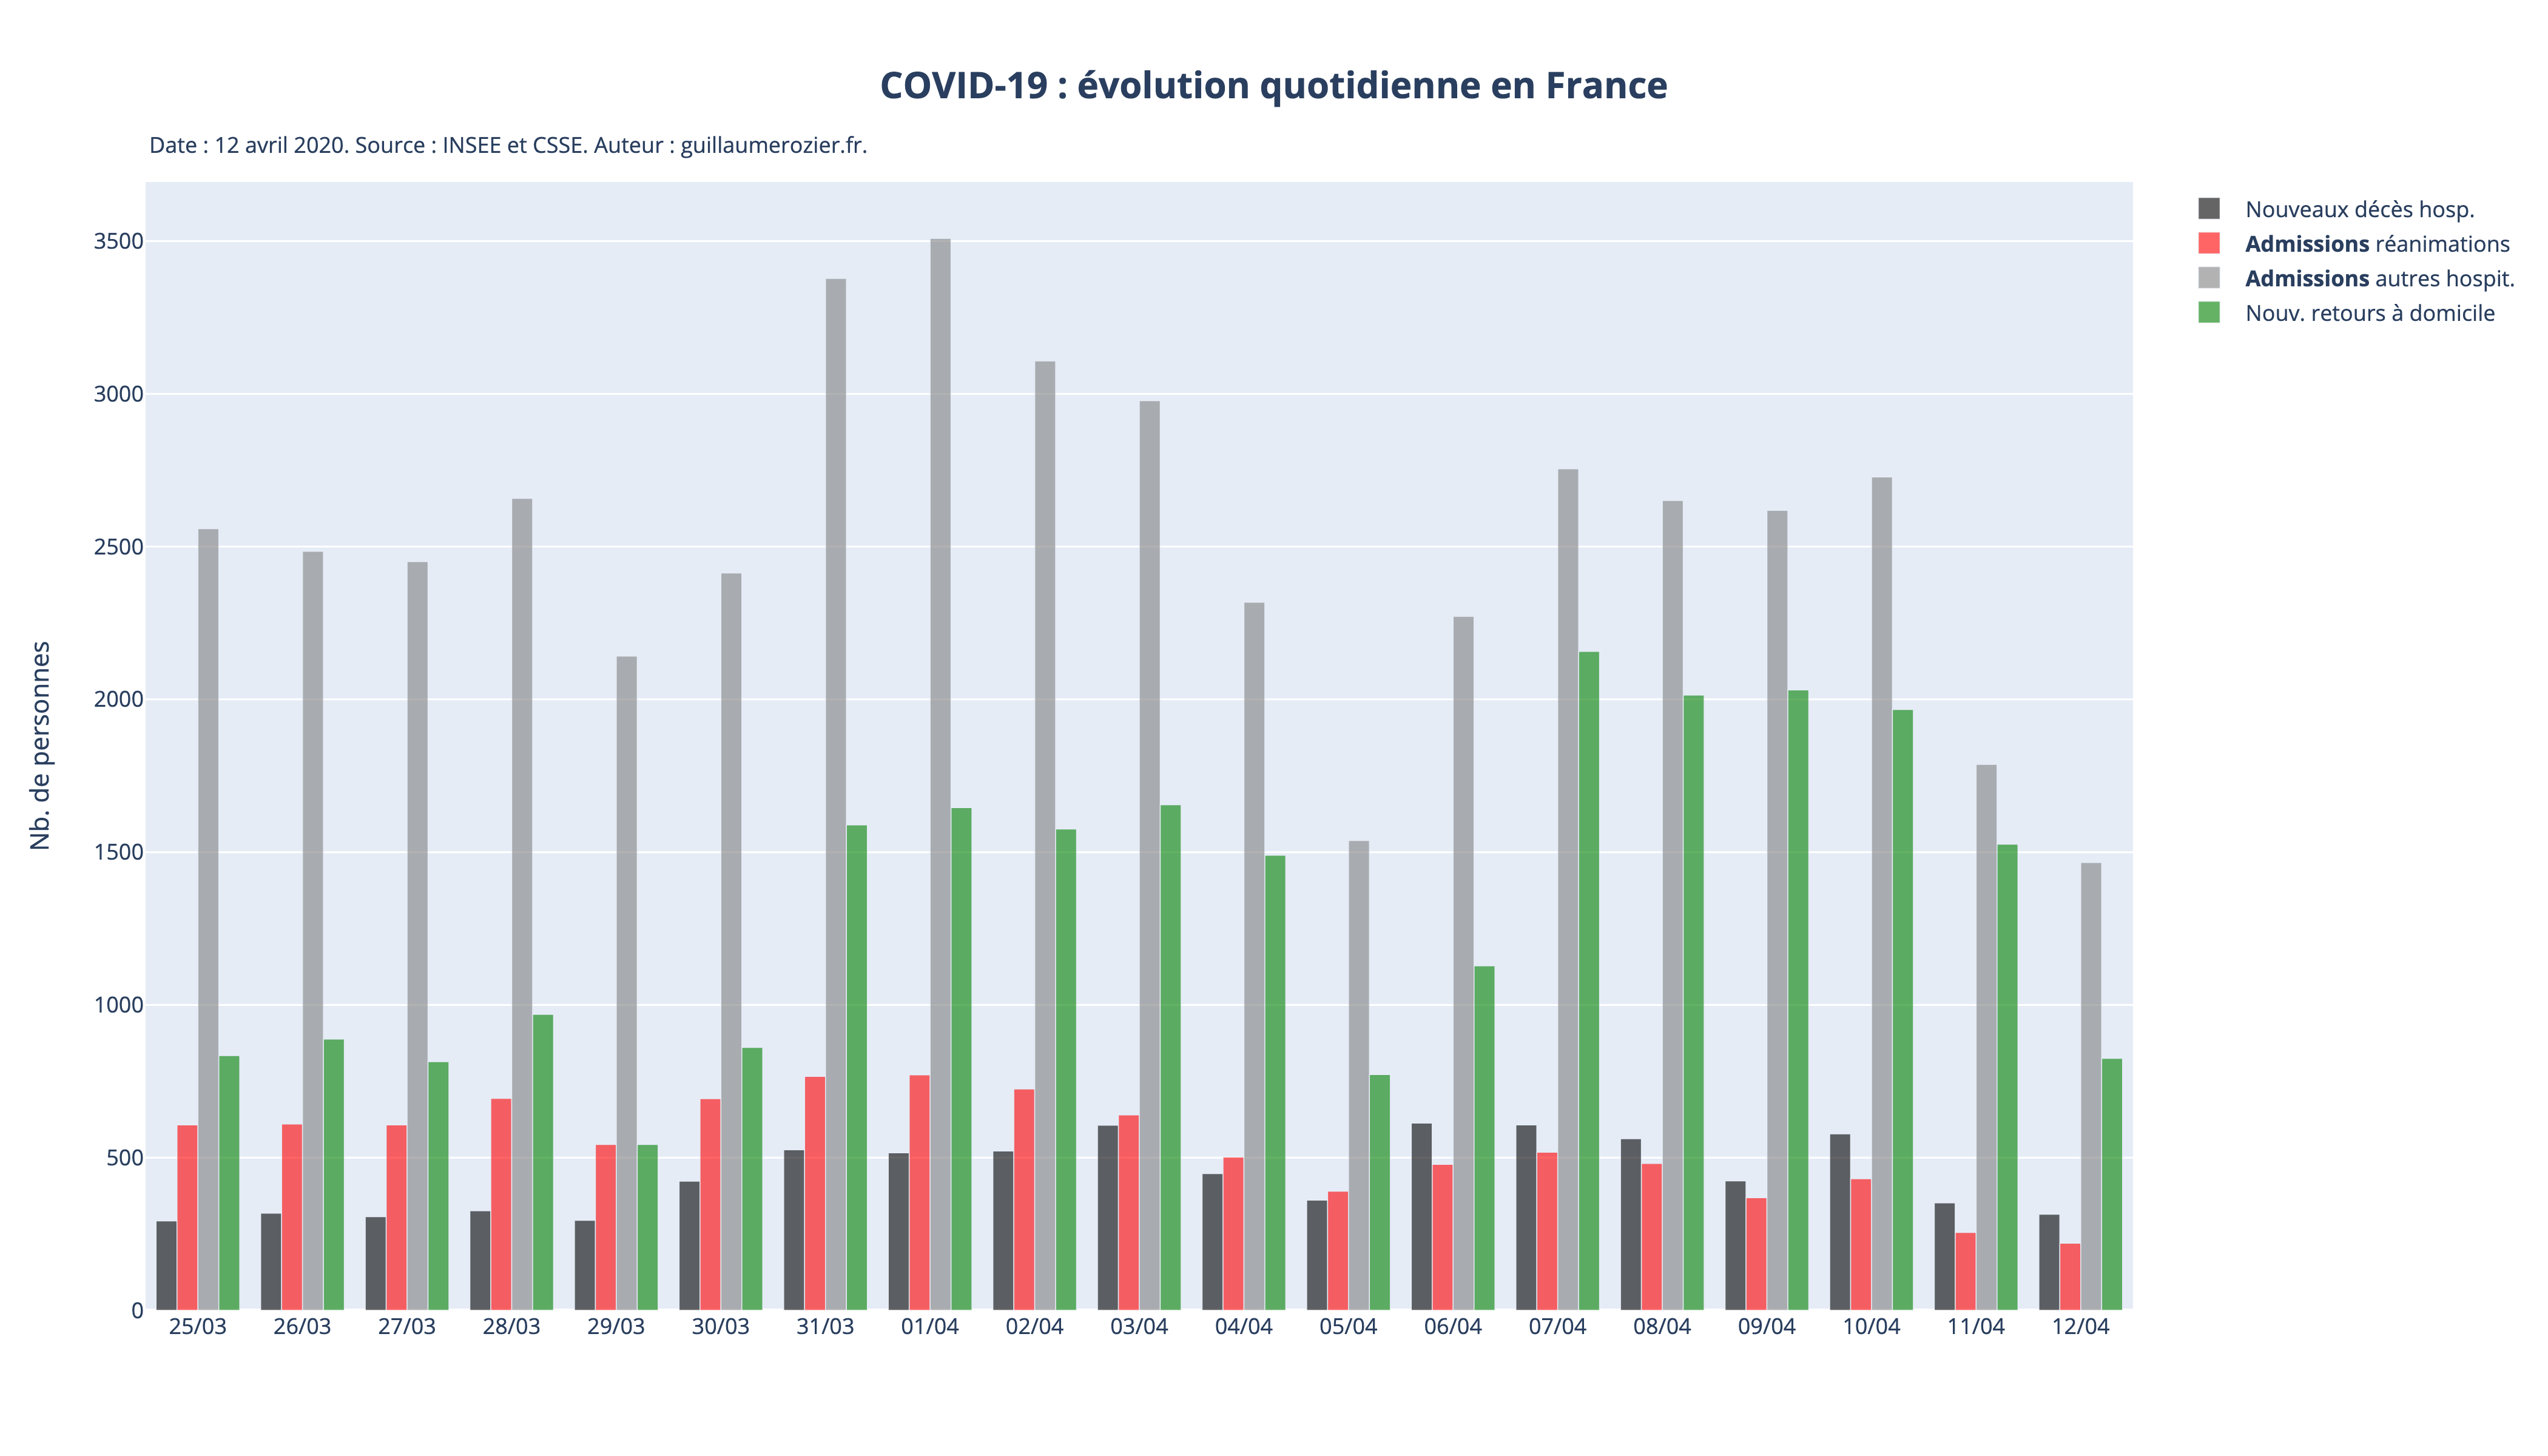 COVID-19 : évolution quotidienne en France
Date : 12 avril 2020. Source : INSEE et CSSE. Auteur : guillaumerozier.fr.
Nouveaux décès hosp.
Admissions réanimations
Admissions autres hospit.
Nouv. retours à domicile
Nb. de personnes
3500
3000
2500
2000
1500
1000
500
0
25/03 26/03 27/03 28/03 29/03 30/03 31/03 01/04 02/04 03/04 04/04 05/04 06/04 07/04 08/04 09/04 10/04 11/04 12/04